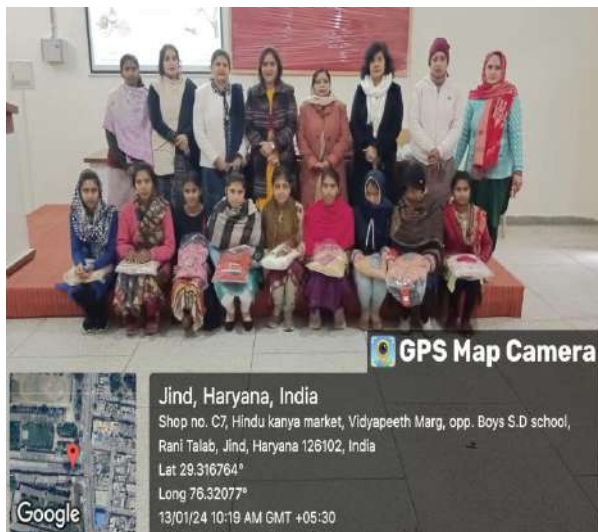 GPS Map Camera
Jind, Haryana, India
Shop no. C7, Hindu kanya market, Vidyapeeth Marg, opp. Boys S.D school,
Rani Talab, Jind, Haryana 126102, India
Lat 29.316764°
Long 76.32077°
13/01/24 10:19 AM GMT +05:30
Google